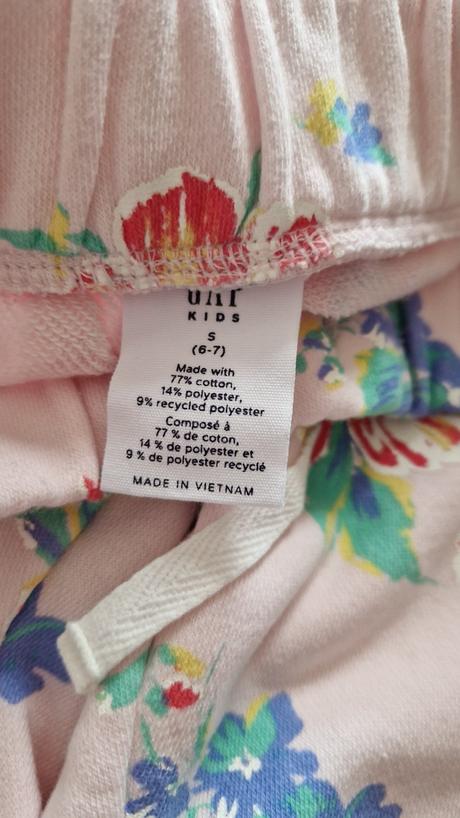 GAP
KIDS
S
(6-7)
Made with
77% cotton,
14% polyester,
9% recycled polyester
Composé à
77 % de coton,
14 % de polyester et
9 % de polyester recyclé
MADE IN VIETNAM